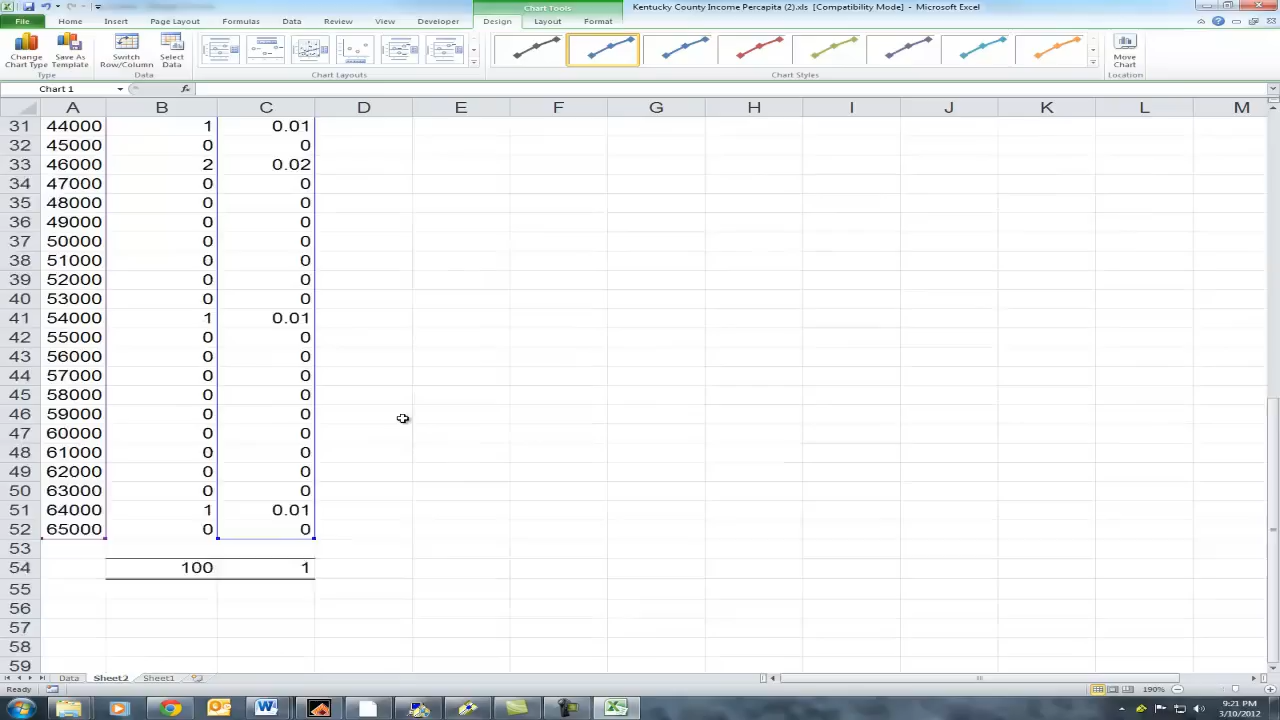 Chart Tools
Kentucky County Income Percapita (2).xls [Compatibility Mode] - Microsoft Excel
File Home Insert Page Layout Formulas Data Review View Developer Design Layout Format
Change Chart Type
Save As Template
Switch Row/Column
Select Data
Move Chart
Type Data Chart Layouts Chart Styles Location
Chart 1 fx
A B C D E F G H I J K L M
31 44000 1 0.01
32 45000 0 0
33 46000 2 0.02
34 47000 0 0
35 48000 0 0
36 49000 0 0
37 50000 0 0
38 51000 0 0
39 52000 0 0
40 53000 0 0
41 54000 1 0.01
42 55000 0 0
43 56000 0 0
44 57000 0 0
45 58000 0 0
46 59000 0 0
47 60000 0 0
48 61000 0 0
49 62000 0 0
50 63000 0 0
51 64000 1 0.01
52 65000 0 0
53
54 100 1
55
56
57
58
59
Data Sheet2 Sheet1
Ready 190%
9:21 PM
3/10/2012